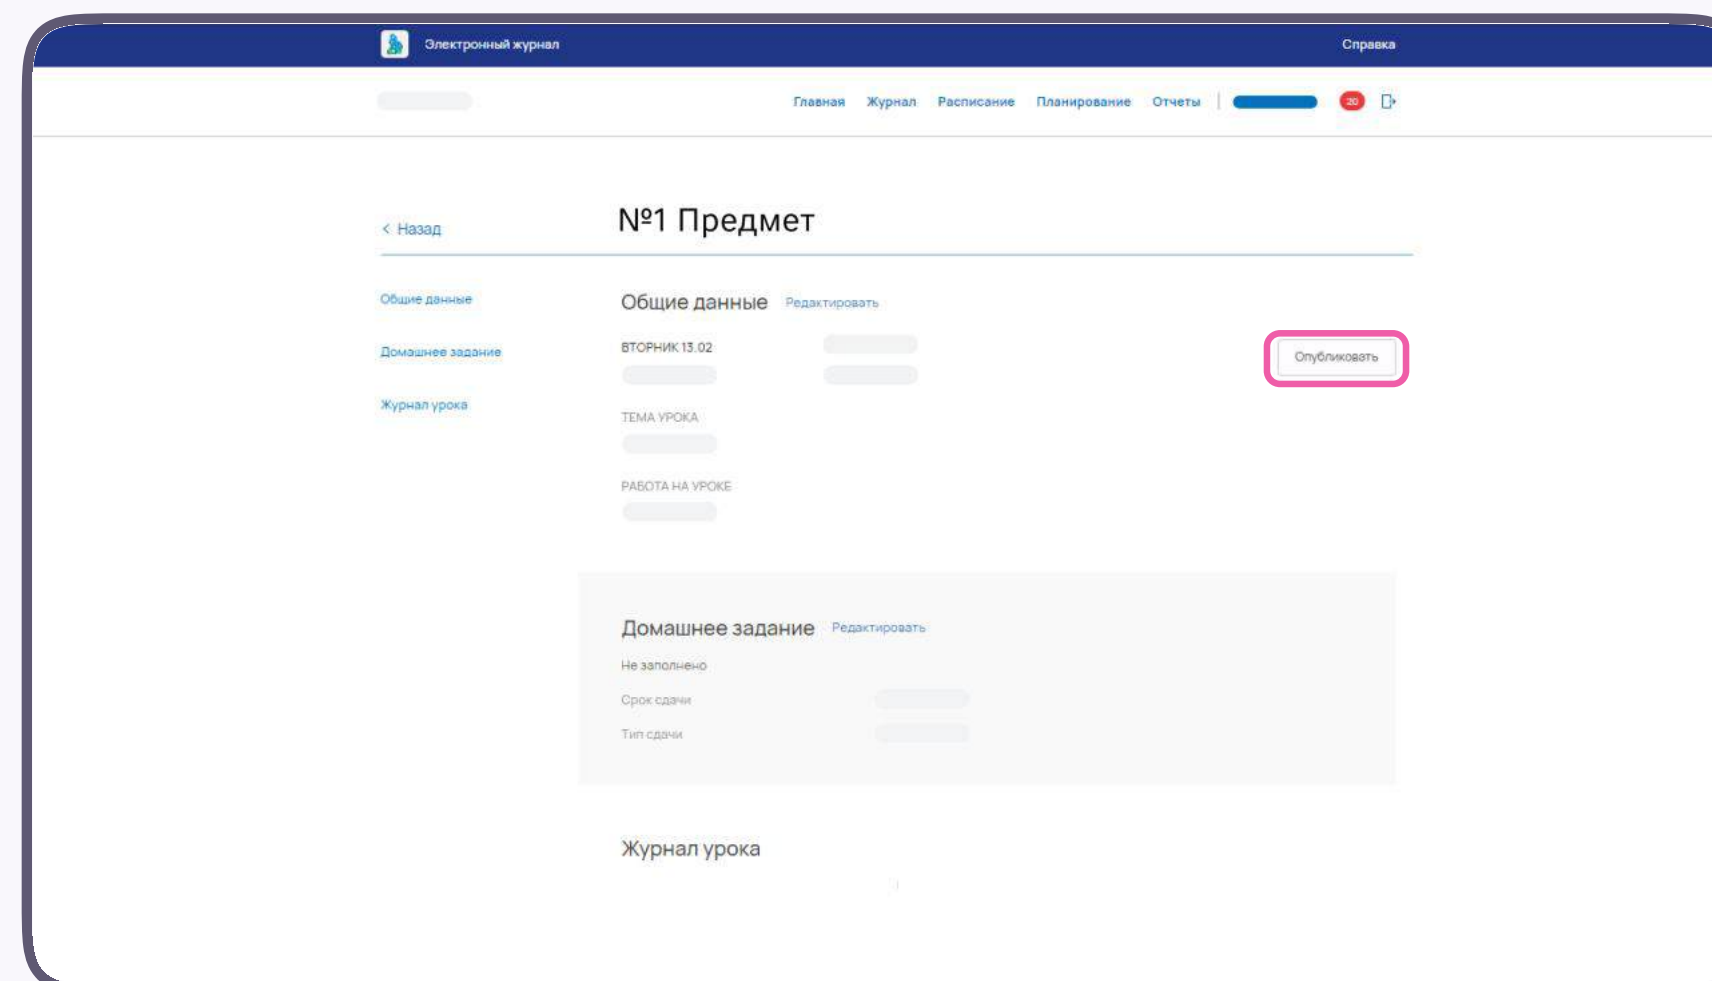 Электронный журнал
Справка
Главная Журнал Расписание Планирование Отчеты
20
< Назад
№1 Предмет
Общие данные
Домашнее задание
Журнал урока
Общие данные Редактировать
ВТОРНИК 13.02
Опубликовать
ТЕМА УРОКА
РАБОТА НА УРОКЕ
Домашнее задание Редактировать
Не заполнено
Срок сдачи
Тип сдачи
Журнал урока